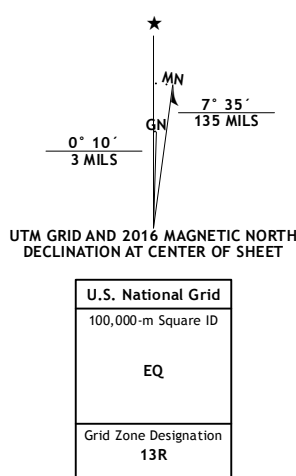 MN
GN
7° 35´
135 MILS
0° 10´
3 MILS
UTM GRID AND 2016 MAGNETIC NORTH
DECLINATION AT CENTER OF SHEET
U.S. National Grid
100,000-m Square ID
EQ
Grid Zone Designation
13R